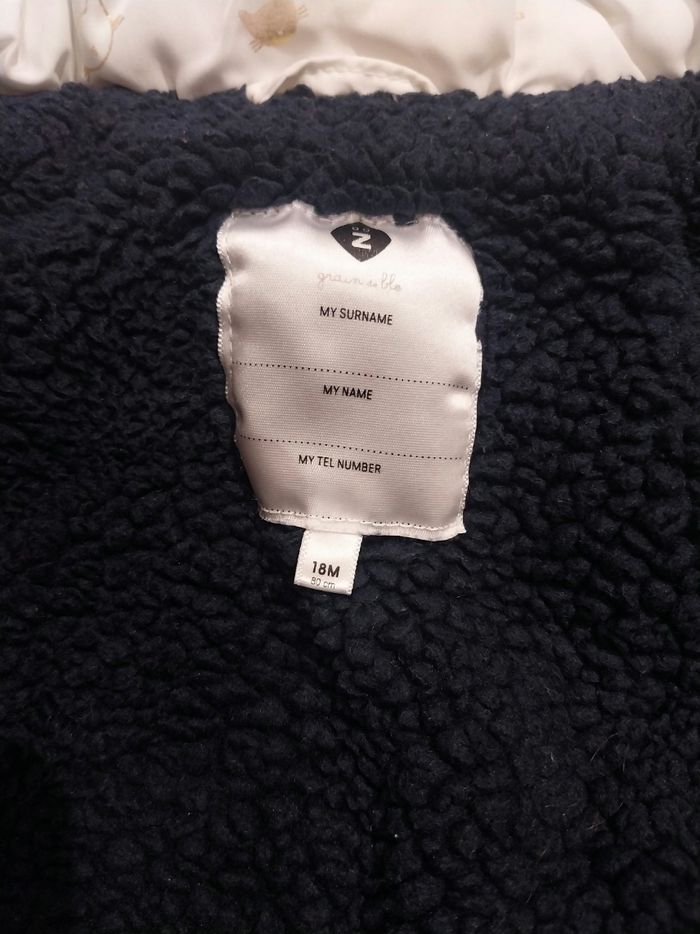 Z
grain de blé
MY SURNAME
MY NAME
MY TEL NUMBER
18M
80 cm